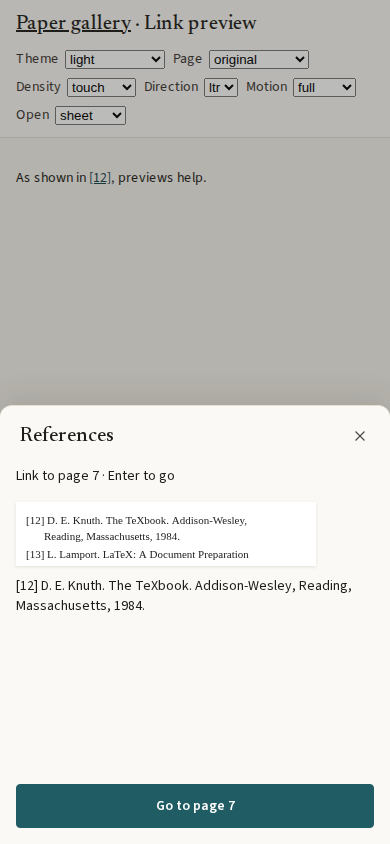 Paper gallery · Link preview
Theme light Page original
Density touch Direction ltr Motion full
Open sheet
As shown in [12], previews help.
References
Link to page 7 · Enter to go
[12] D. E. Knuth. The TeXbook. Addison-Wesley,
Reading, Massachusetts, 1984.
[13] L. Lamport. LaTeX: A Document Preparation
[12] D. E. Knuth. The TeXbook. Addison-Wesley, Reading,
Massachusetts, 1984.
Go to page 7